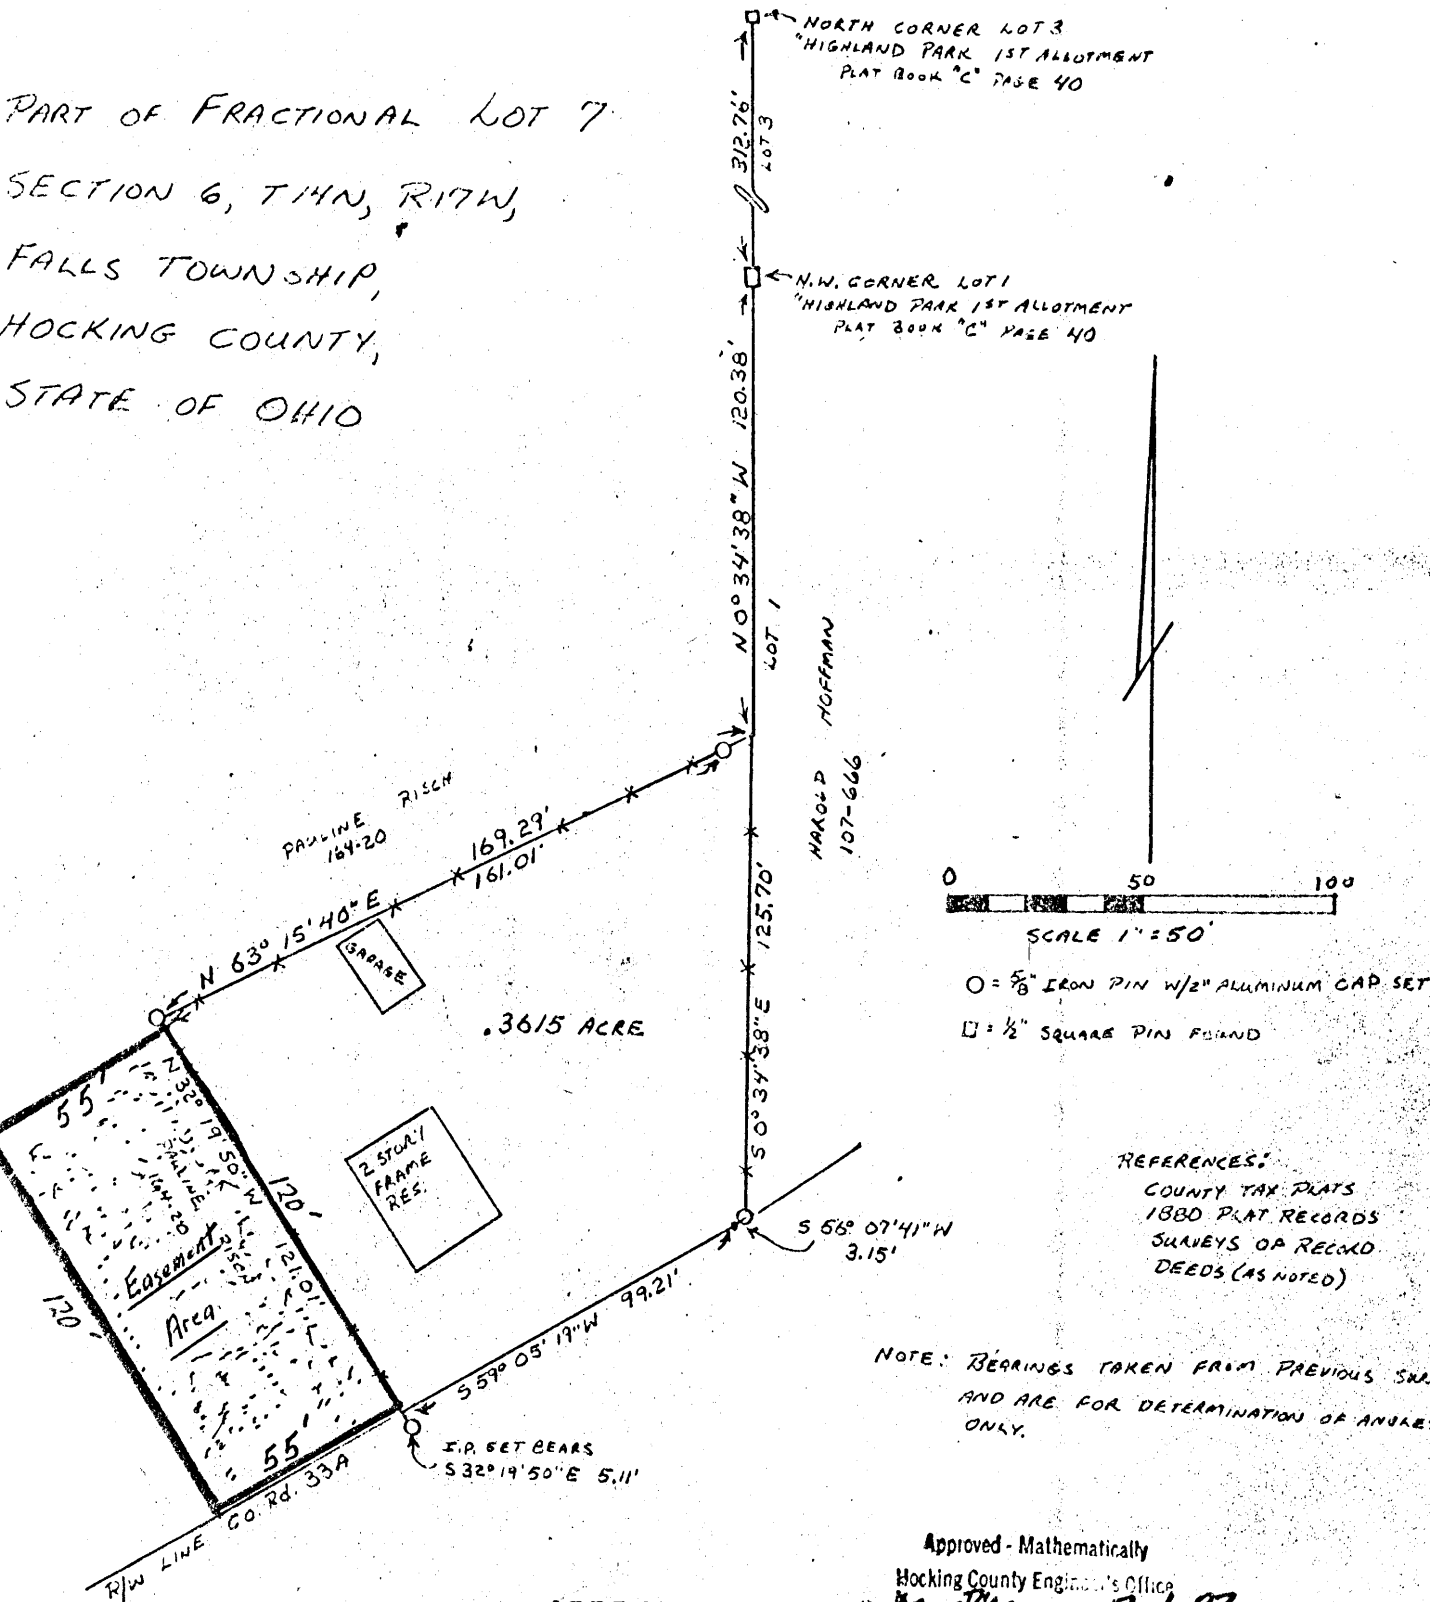 NORTH CORNER LOT 3
"HIGHLAND PARK 1ST ALLOTMENT
PLAT BOOK "C" PAGE 40
PART OF FRACTIONAL LOT 7
SECTION 6, T14N, R17W,
FALLS TOWNSHIP,
HOCKING COUNTY,
STATE OF OHIO
312.76'
LOT 3
N.W. CORNER LOT 1
"HIGHLAND PARK 1ST ALLOTMENT
PLAT BOOK "C" PAGE 40
N 0° 34' 38" W 120.38'
LOT 1
HAROLD HOFFMAN
107-666
PAULINE RISCH
164-20
169.29'
161.01'
N 63° 15' 40" E
GARAGE
.3615 ACRE
S 0° 34' 38" E 125.70'
0 50 100
SCALE 1" = 50'
O = 5/8" IRON PIN W/2" ALUMINUM CAP SET
□ = 1/2" SQUARE PIN FOUND
55'
N 32° 19' 50" W
121.01'
120'
PAULINE RISCH
164-20
Easement
Area
120'
55'
2 STORY
FRAME
RES.
S 56° 07' 41" W
3.15'
S 59° 05' 19" W 99.21'
I.P. SET BEARS
S 32° 19' 50" E 5.11'
R/W LINE CO. Rd. 33A
REFERENCES:
COUNTY TAX PLATS
1880 PLAT RECORDS
SURVEYS OF RECORD
DEEDS (AS NOTED)
NOTE: BEARINGS TAKEN FROM PREVIOUS
AND ARE FOR DETERMINATION OF ANGLE
ONLY.
Approved - Mathematically
Hocking County Engineer's Office